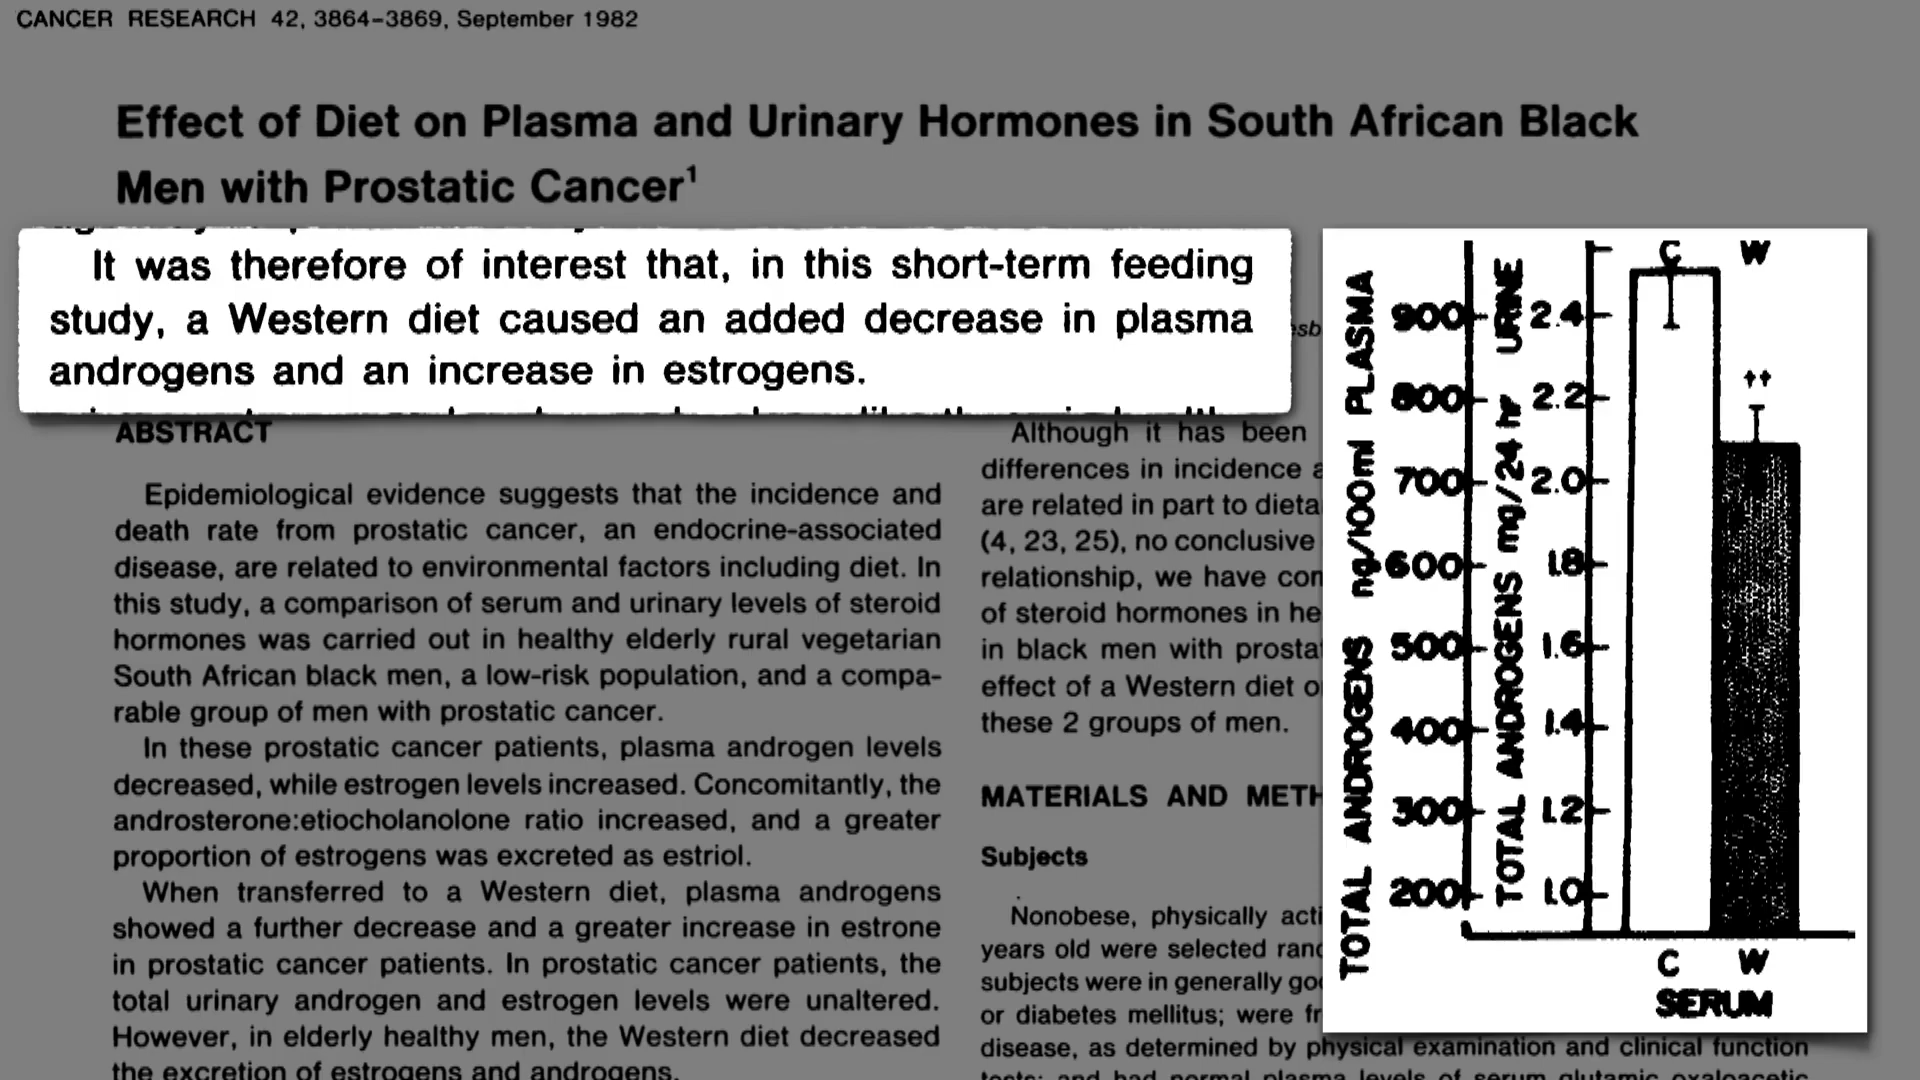 CANCER RESEARCH 42, 3864–3869, September 1982
Effect of Diet on Plasma and Urinary Hormones in South African Black
Men with Prostatic Cancer¹
It was therefore of interest that, in this short-term feeding
study, a Western diet caused an added decrease in plasma
androgens and an increase in estrogens.
ABSTRACT
Epidemiological evidence suggests that the incidence and
death rate from prostatic cancer, an endocrine-associated
disease, are related to environmental factors including diet. In
this study, a comparison of serum and urinary levels of steroid
hormones was carried out in healthy elderly rural vegetarian
South African black men, a low-risk population, and a compa-
rable group of men with prostatic cancer.
In these prostatic cancer patients, plasma androgen levels
decreased, while estrogen levels increased. Concomitantly, the
androsterone:etiocholanolone ratio increased, and a greater
proportion of estrogens was excreted as estriol.
When transferred to a Western diet, plasma androgens
showed a further decrease and a greater increase in estrone
in prostatic cancer patients. In prostatic cancer patients, the
total urinary androgen and estrogen levels were unaltered.
However, in elderly healthy men, the Western diet decreased
the excretion of estrogens and androgens.
Although it has been
differences in incidence
are related in part to
(4, 23, 25), no conclusive
relationship, we have
of steroid hormones in
in black men with
effect of a Western diet
these 2 groups of men.
MATERIALS AND
Subjects
Nonobese, physically
years old were selected
subjects were in generally
or diabetes mellitus; were
disease, as determined by physical examination and clinical function
tests; and had normal plasma levels of serum glutamic oxaloacetic
TOTAL ANDROGENS ng/100ml PLASMA
900
800
700
600
500
400
300
200
TOTAL ANDROGENS mg/24 hr URINE
2.4
2.2
2.0
1.8
1.6
1.4
1.2
1.0
C W
++
C W
SERUM